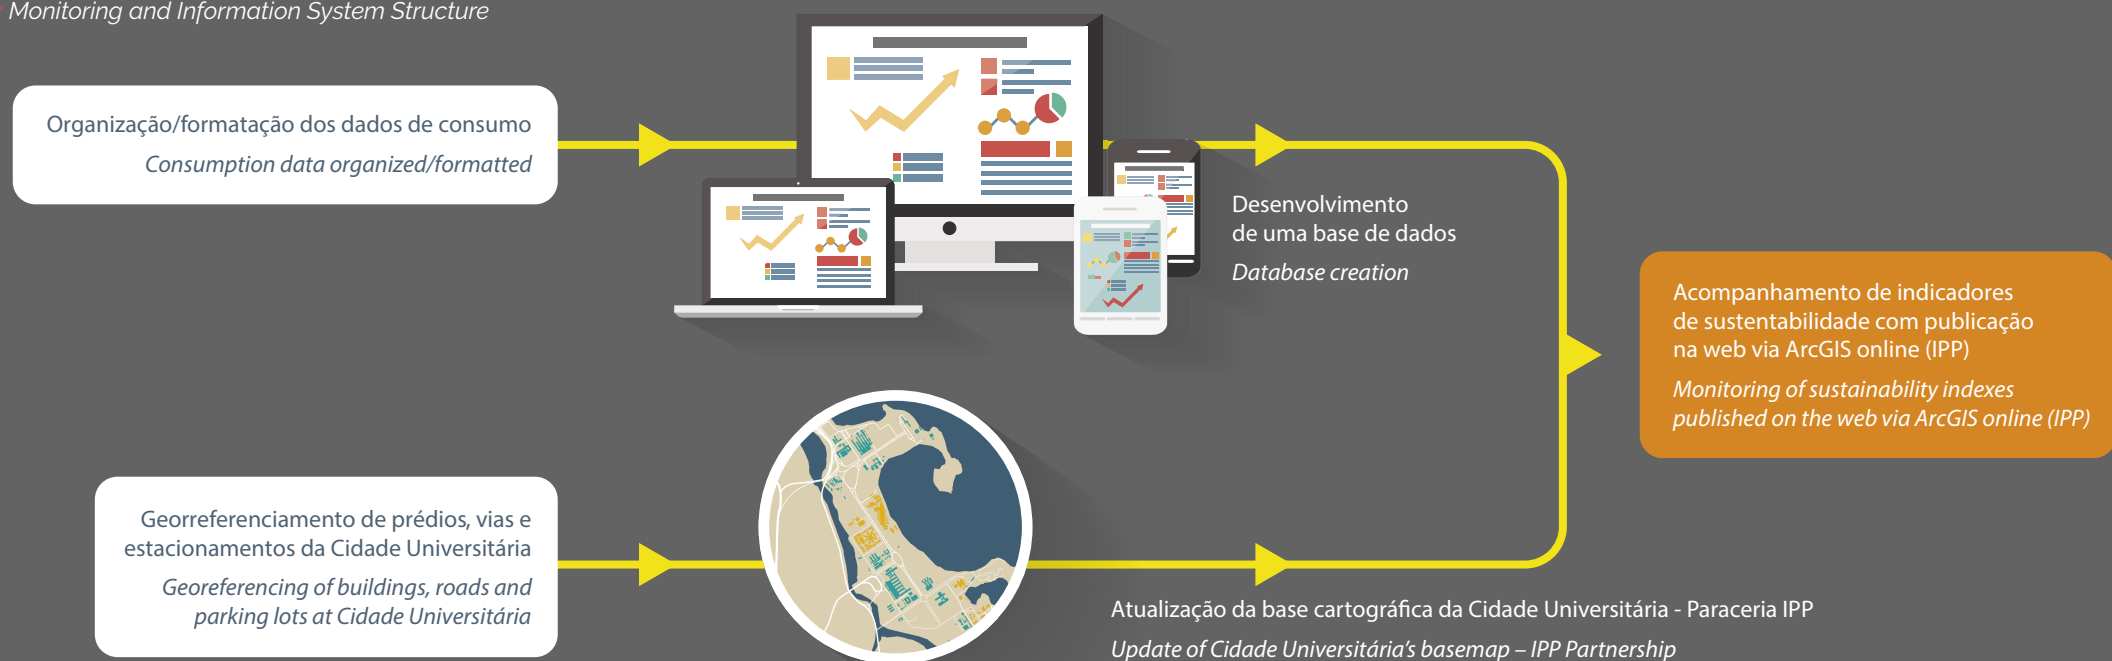 Monitoring and Information System Structure
Organização/formatação dos dados de consumo
Consumption data organized/formatted
Desenvolvimento
de uma base de dados
Database creation
Acompanhamento de indicadores
de sustentabilidade com publicação
na web via ArcGIS online (IPP)
Monitoring of sustainability indexes
published on the web via ArcGIS online (IPP)
Georreferenciamento de prédios, vias e
estacionamentos da Cidade Universitária
Georeferencing of buildings, roads and
parking lots at Cidade Universitária
Atualização da base cartográfica da Cidade Universitária - Paraceria IPP
Update of Cidade Universitária’s basemap – IPP Partnership